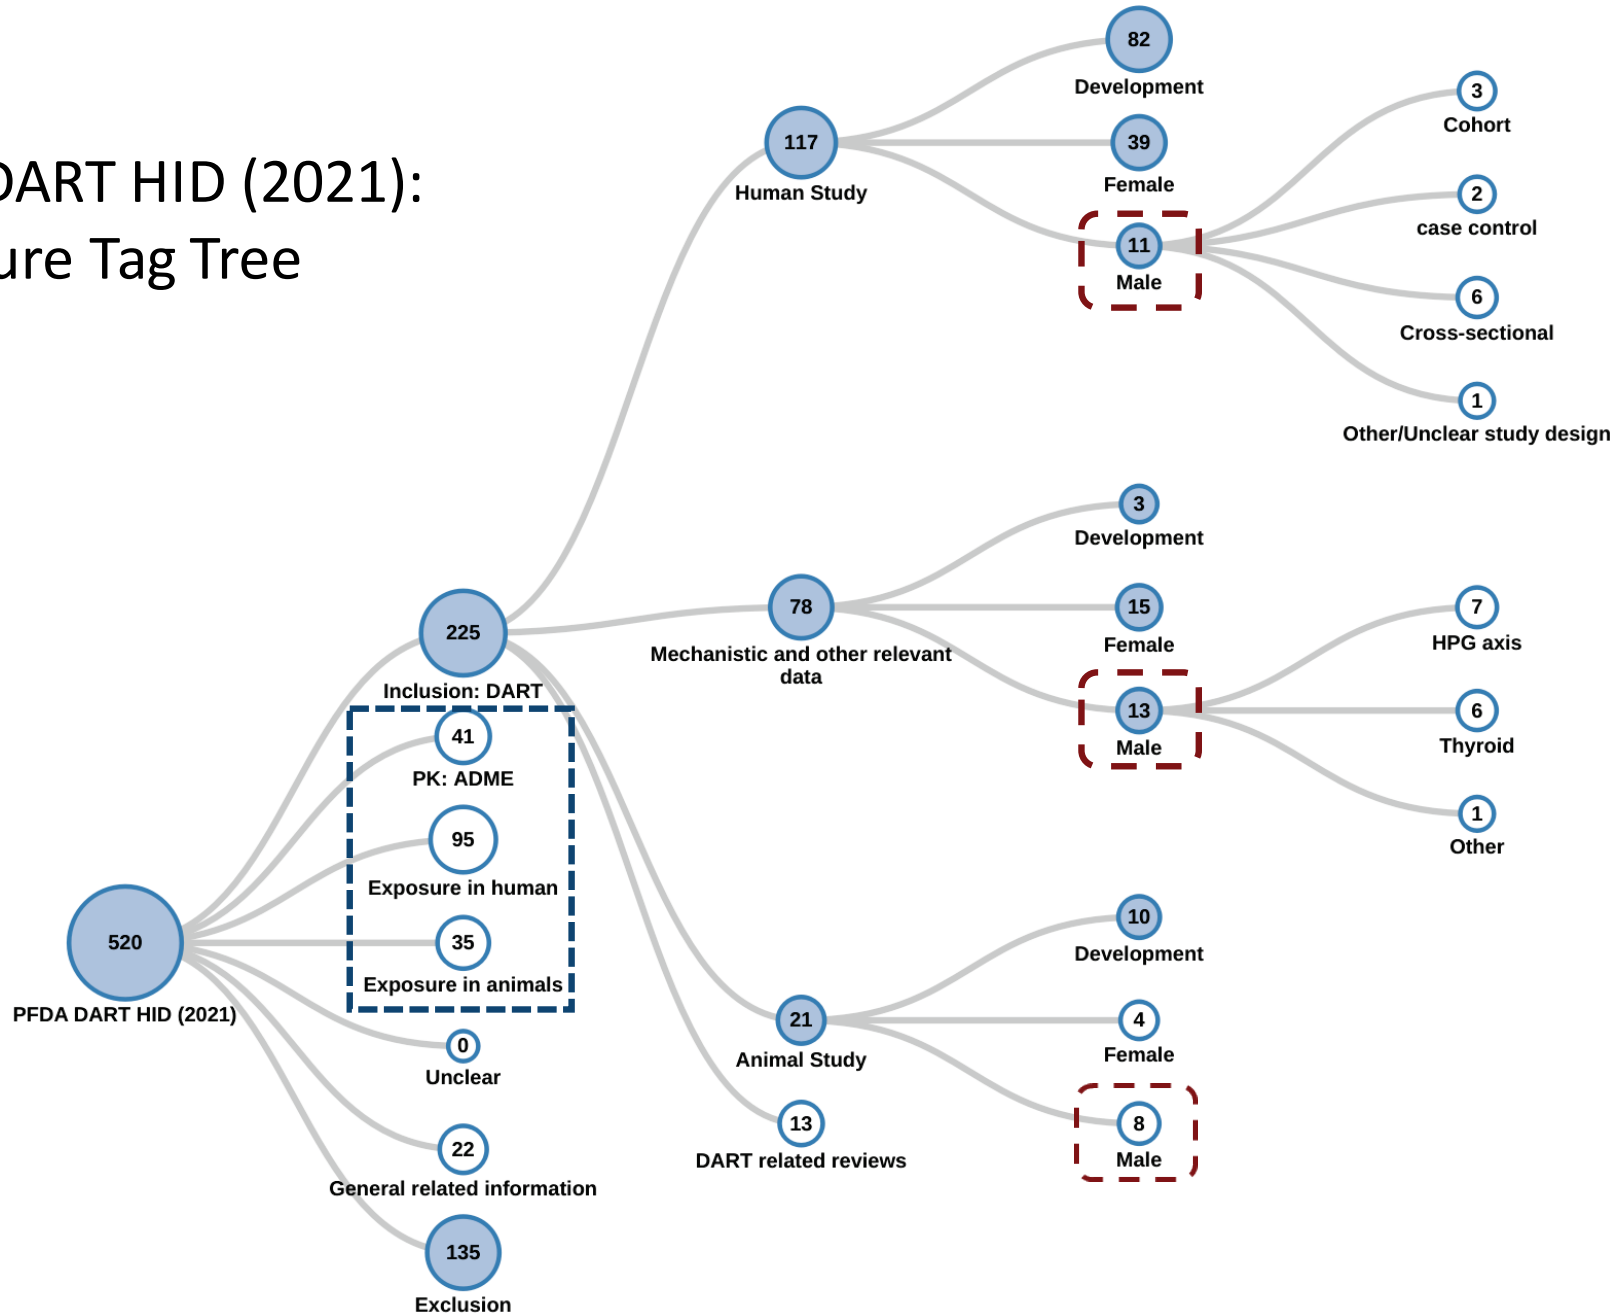 DART HID (2021):
ure Tag Tree
82
Development
3
Cohort
117
Human Study
39
Female
2
case control
11
Male
6
Cross-sectional
1
Other/Unclear study design
3
Development
225
Inclusion: DART
78
Mechanistic and other relevant
data
15
Female
7
HPG axis
13
Male
6
Thyroid
1
Other
41
PK: ADME
95
Exposure in human
520
PFDA DART HID (2021)
35
Exposure in animals
10
Development
21
Animal Study
4
Female
0
Unclear
13
DART related reviews
8
Male
22
General related information
135
Exclusion